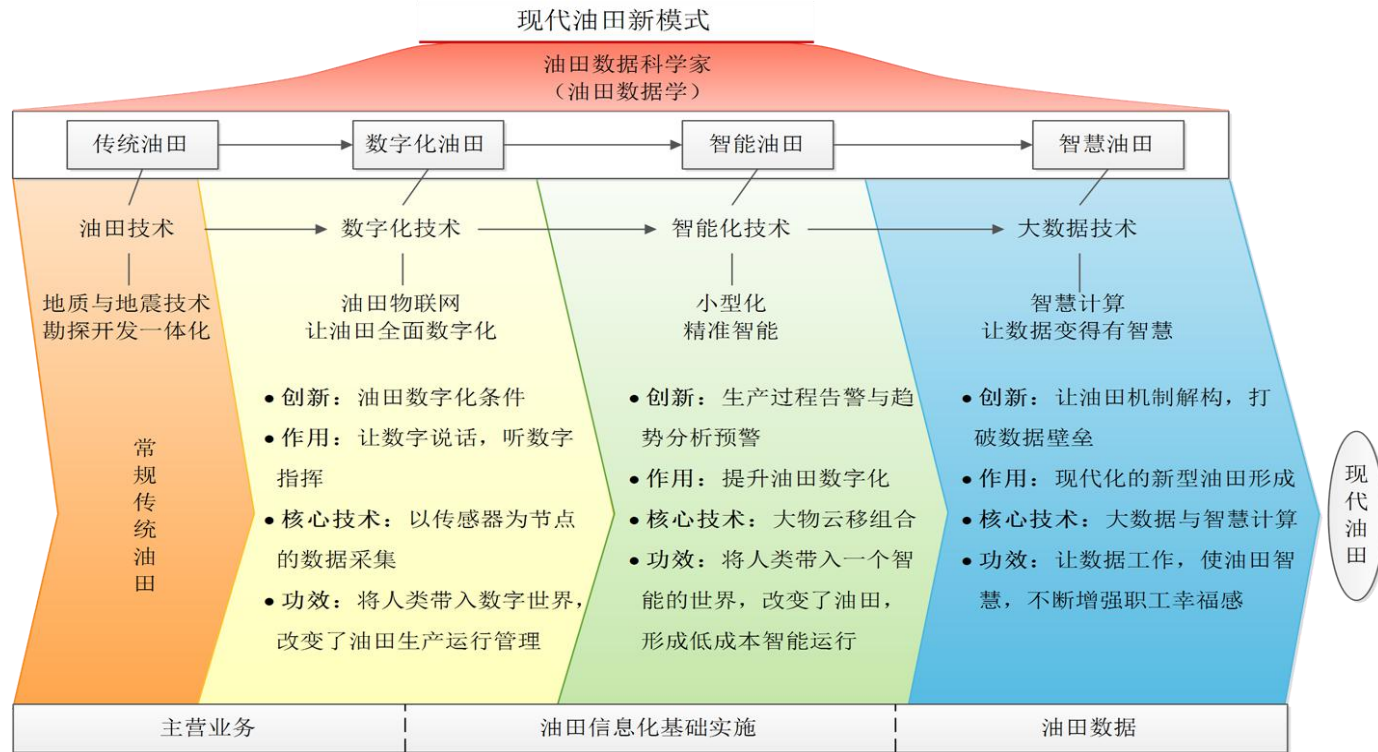 现代油田新模式
油田数据科学家
（油田数据学）
传统油田
数字化油田
智能油田
智慧油田
油田技术
数字化技术
智能化技术
大数据技术
地质与地震技术
勘探开发一体化
油田物联网
让油田全面数字化
小型化
精准智能
智慧计算
让数据变得有智慧
常规传统油田
• 创新：油田数字化条件
• 作用：让数字说话，听数字
指挥
• 核心技术：以传感器为节点
的数据采集
• 功效：将人类带入数字世界，
改变了油田生产运行管理
• 创新：生产过程告警与趋
势分析预警
• 作用：提升油田数字化
• 核心技术：大物云移组合
• 功效：将人类带入一个智
能的世界，改变了油田，
形成低成本智能运行
• 创新：让油田机制解构，打
破数据壁垒
• 作用：现代化的新型油田形成
• 核心技术：大数据与智慧计算
• 功效：让数据工作，使油田智
慧，不断增强职工幸福感
现代油田
主营业务
油田信息化基础实施
油田数据